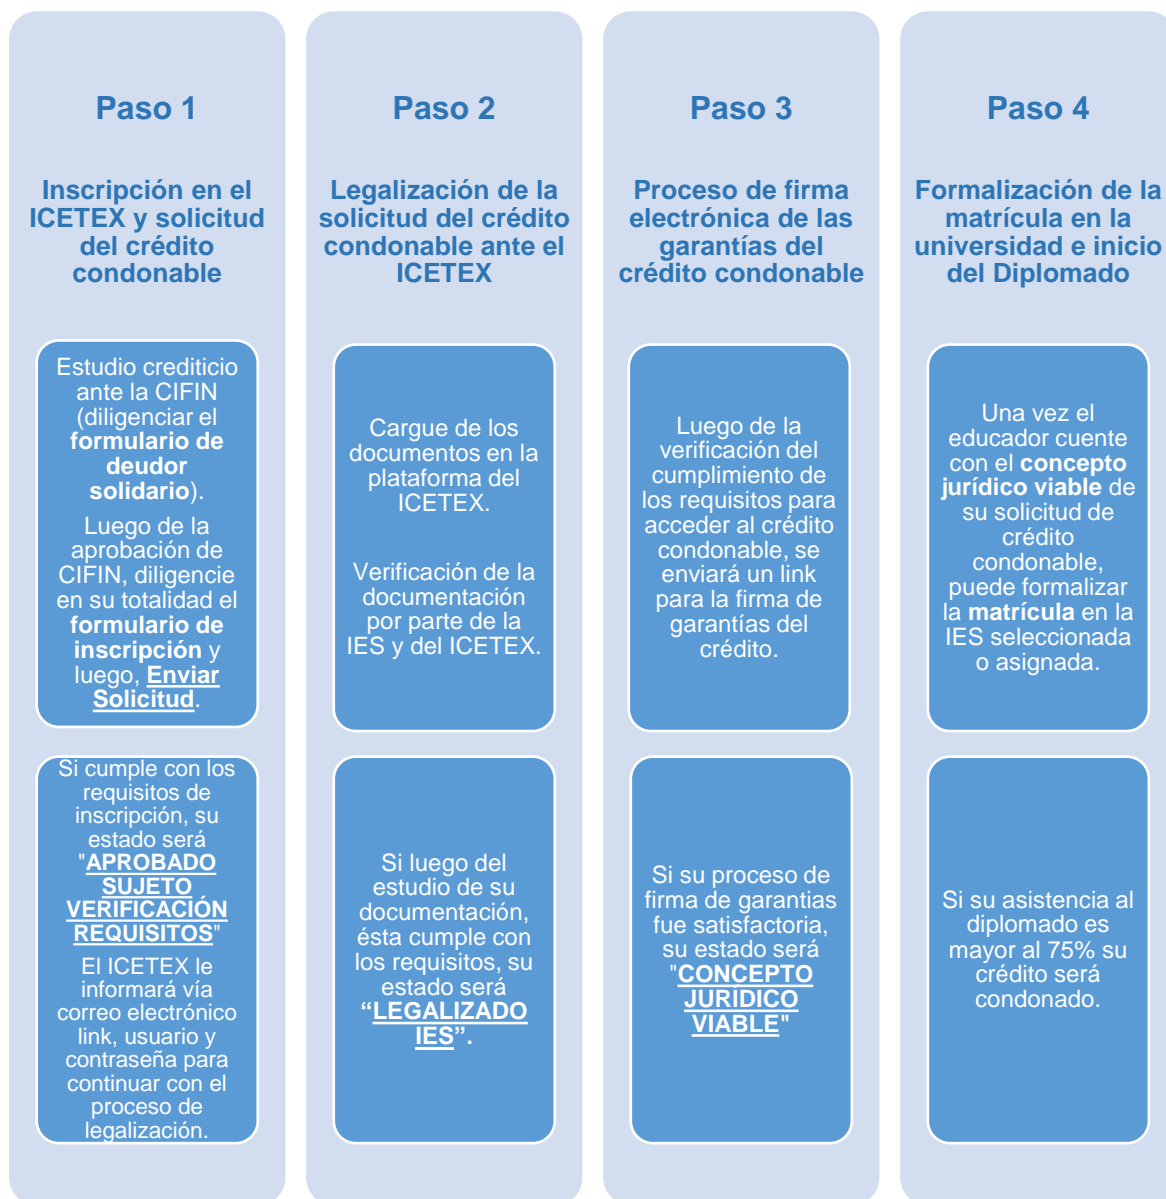 Paso 1
Inscripción en el
ICETEX y solicitud
del crédito
condonable
Estudio crediticio
ante la CIFIN
(diligenciar el
formulario de
deudor
solidario).
Luego de la
aprobación de
CIFIN, diligencie
en su totalidad el
formulario de
inscripción y
luego, Enviar
Solicitud.
Si cumple con los
requisitos de
inscripción, su
estado será
"APROBADO
SUJETO
VERIFICACIÓN
REQUISITOS"
El ICETEX le
informará vía
correo electrónico
link, usuario y
contraseña para
continuar con el
proceso de
legalización.
Paso 2
Legalización de la
solicitud del crédito
condonable ante el
ICETEX
Cargue de los
documentos en la
plataforma del
ICETEX.
Verificación de la
documentación
por parte de la
IES y del ICETEX.
Si luego del
estudio de su
documentación,
ésta cumple con
los requisitos, su
estado será
“LEGALIZADO
IES”.
Paso 3
Proceso de firma
electrónica de las
garantías del
crédito condonable
Luego de la
verificación del
cumplimiento de
los requisitos para
acceder al crédito
condonable, se
enviará un link
para la firma de
garantías del
crédito.
Si su proceso de
firma de garantias
fue satisfactoria,
su estado será
"CONCEPTO
JURÍDICO
VIABLE"
Paso 4
Formalización de la
matrícula en la
universidad e inicio
del Diplomado
Una vez el
educador cuente
con el concepto
jurídico viable de
su solicitud de
crédito
condonable,
puede formalizar
la matrícula en la
IES seleccionada
o asignada.
Si su asistencia al
diplomado es
mayor al 75% su
crédito será
condonado.